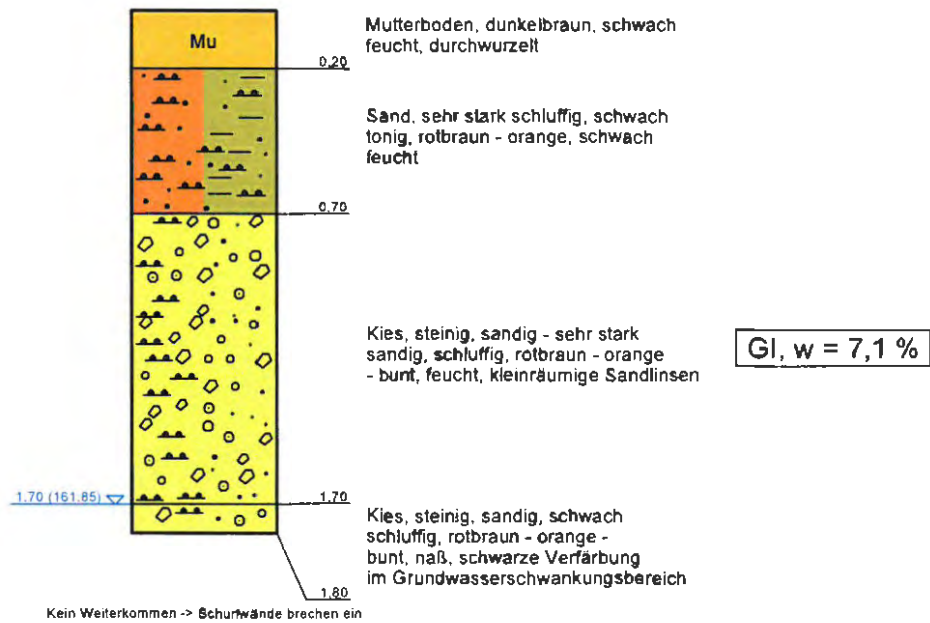 Mutterboden, dunkelbraun, schwach
feucht, durchwurzelt
Mu
0,20
Sand, sehr stark schluffig, schwach
tonig, rotbraun - orange, schwach
feucht
0,70
Kies, steinig, sandig - sehr stark
sandig, schluffig, rotbraun - orange
- bunt, feucht, kleinräumige Sandlinsen
GI, w = 7,1 %
1.70 (161.85)
1,70
Kies, steinig, sandig, schwach
schluffig, rotbraun - orange -
bunt, naß, schwarze Verfärbung
im Grundwasserschwankungsbereich
1,80
Kein Weiterkommen -> Schurfwände brechen ein